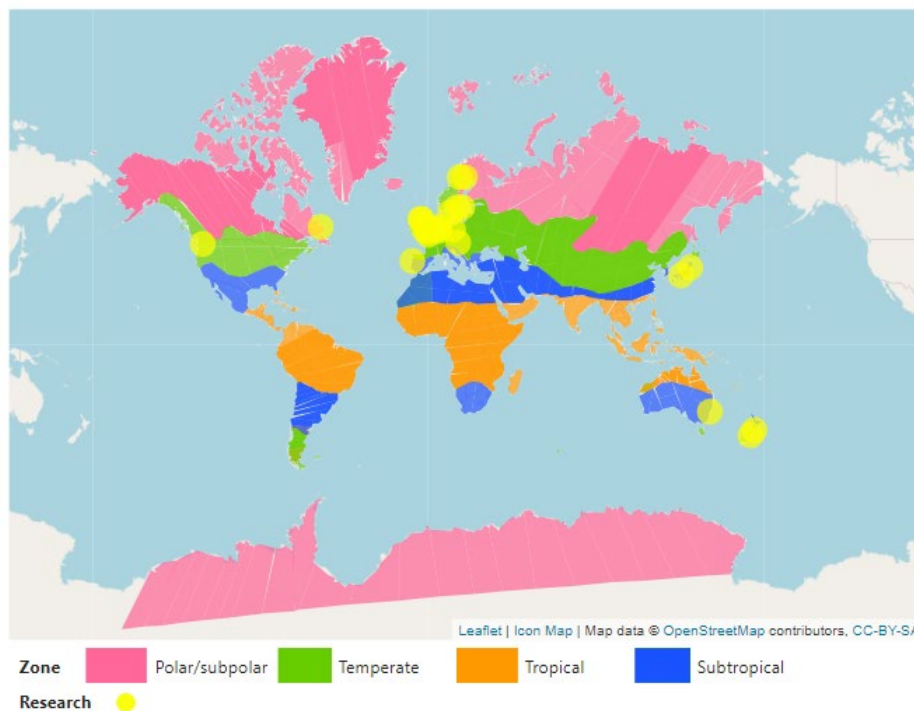 Leaflet | Icon Map | Map data © OpenStreetMap contributors, CC-BY-SA
Zone Polar/subpolar Temperate Tropical Subtropical
Research